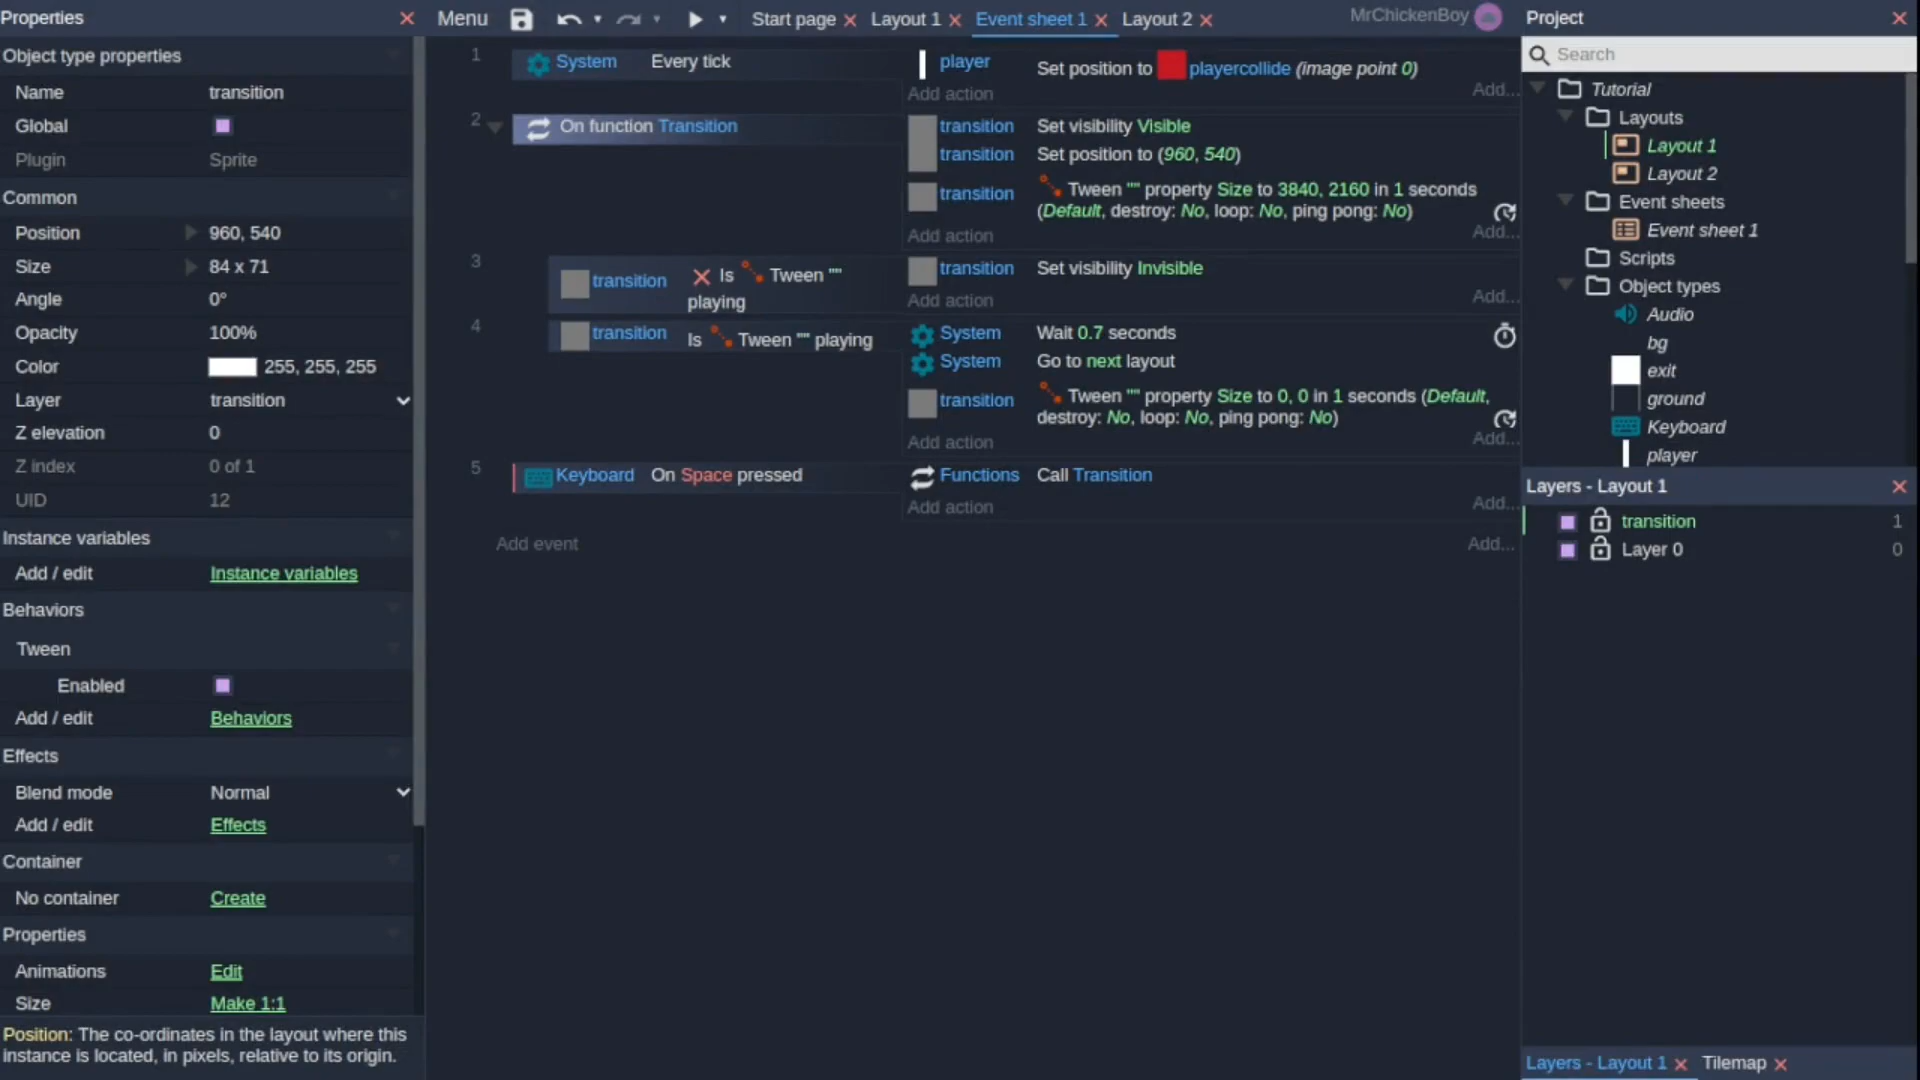 Properties
Object type properties
Name transition
Global
Plugin Sprite
Common
Position 960, 540
Size 84 x 71
Angle 0°
Opacity 100%
Color 255, 255, 255
Layer transition
Z elevation 0
Z index 0 of 1
UID 12
Instance variables
Add / edit Instance variables
Behaviors
Tween
Enabled
Add / edit Behaviors
Effects
Blend mode Normal
Add / edit Effects
Container
No container Create
Properties
Animations Edit
Size Make 1:1
Position: The co-ordinates in the layout where this
instance is located, in pixels, relative to its origin.
Menu Start page Layout 1 Event sheet 1 Layout 2 MrChickenBoy
1 System Every tick player Set position to playercollide (image point 0)
Add action Add...
2 On function Transition transition Set visibility Visible
transition Set position to (960, 540)
transition Tween "" property Size to 3840, 2160 in 1 seconds
(Default, destroy: No, loop: No, ping pong: No)
Add action Add...
3 transition Is Tween "" transition Set visibility Invisible
playing Add action Add...
4 transition Is Tween "" playing System Wait 0.7 seconds
System Go to next layout
transition Tween "" property Size to 0, 0 in 1 seconds (Default,
destroy: No, loop: No, ping pong: No)
Add action Add...
5 Keyboard On Space pressed Functions Call Transition
Add action Add...
Add event Add...
Project
Search
Tutorial
Layouts
Layout 1
Layout 2
Event sheets
Event sheet 1
Scripts
Object types
Audio
bg
exit
ground
Keyboard
player
Layers - Layout 1
transition 1
Layer 0 0
Layers - Layout 1 Tilemap